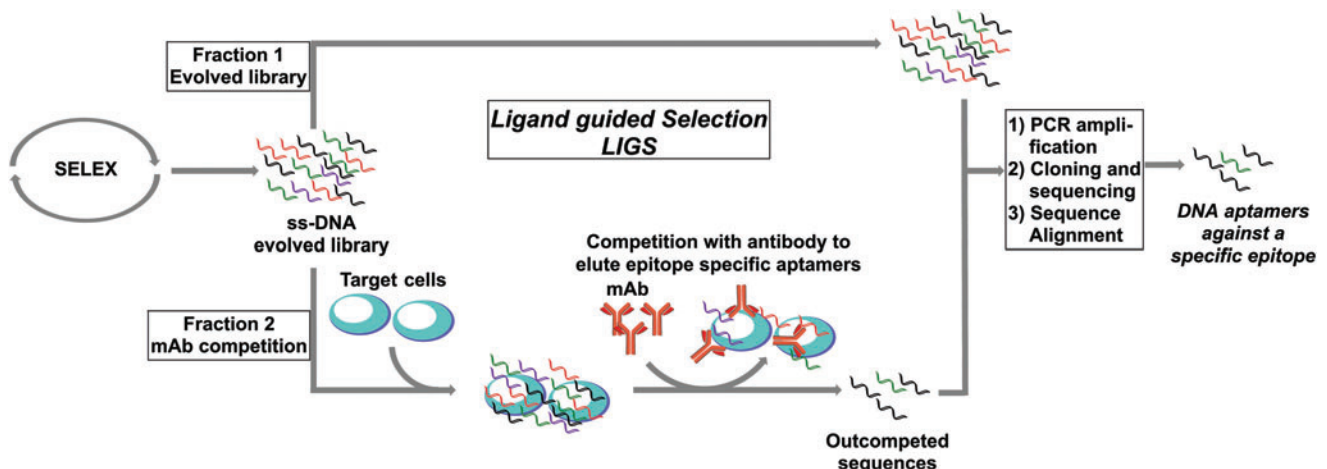 Fraction 1
Evolved library
Ligand guided Selection
LIGS
SELEX
ss-DNA
evolved library
1) PCR ampli-
fication
2) Cloning and
sequencing
3) Sequence
Alignment
DNA aptamers
against a
specific epitope
Target cells
Competition with antibody to
elute epitope specific aptamers
mAb
Fraction 2
mAb competition
Outcompeted
sequences